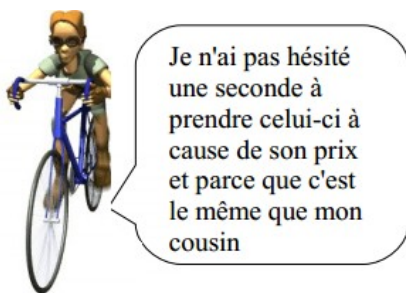 Je n'ai pas hésité
une seconde à
prendre celui-ci à
cause de son prix
et parce que c'est
le même que mon
cousin